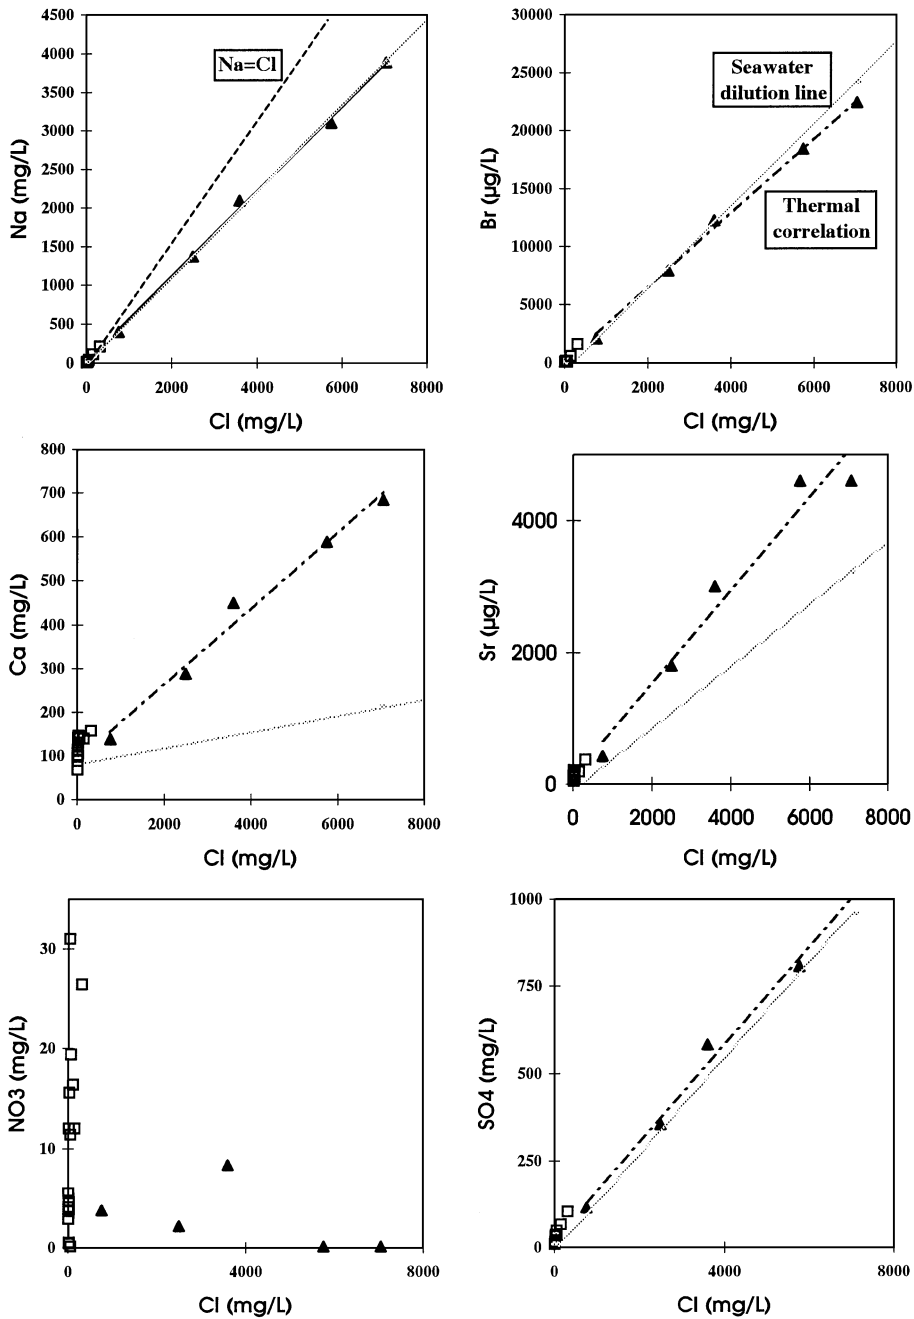 4500
4000
3500
3000
2500
2000
1500
1000
500
0
Na (mg/L)
Na=Cl
0 2000 4000 6000 8000
Cl (mg/L)
30000
25000
20000
15000
10000
5000
0
Br (µg/L)
Seawater
dilution line
Thermal
correlation
0 2000 4000 6000 8000
Cl (mg/L)
800
700
600
500
400
300
200
100
0
Ca (mg/L)
0 2000 4000 6000 8000
Cl (mg/L)
4000
2000
0
Sr (µg/L)
0 2000 4000 6000 8000
Cl (mg/L)
30
20
10
0
NO3 (mg/L)
0 4000 8000
Cl (mg/L)
1000
750
500
250
0
SO4 (mg/L)
0 4000 8000
Cl (mg/L)